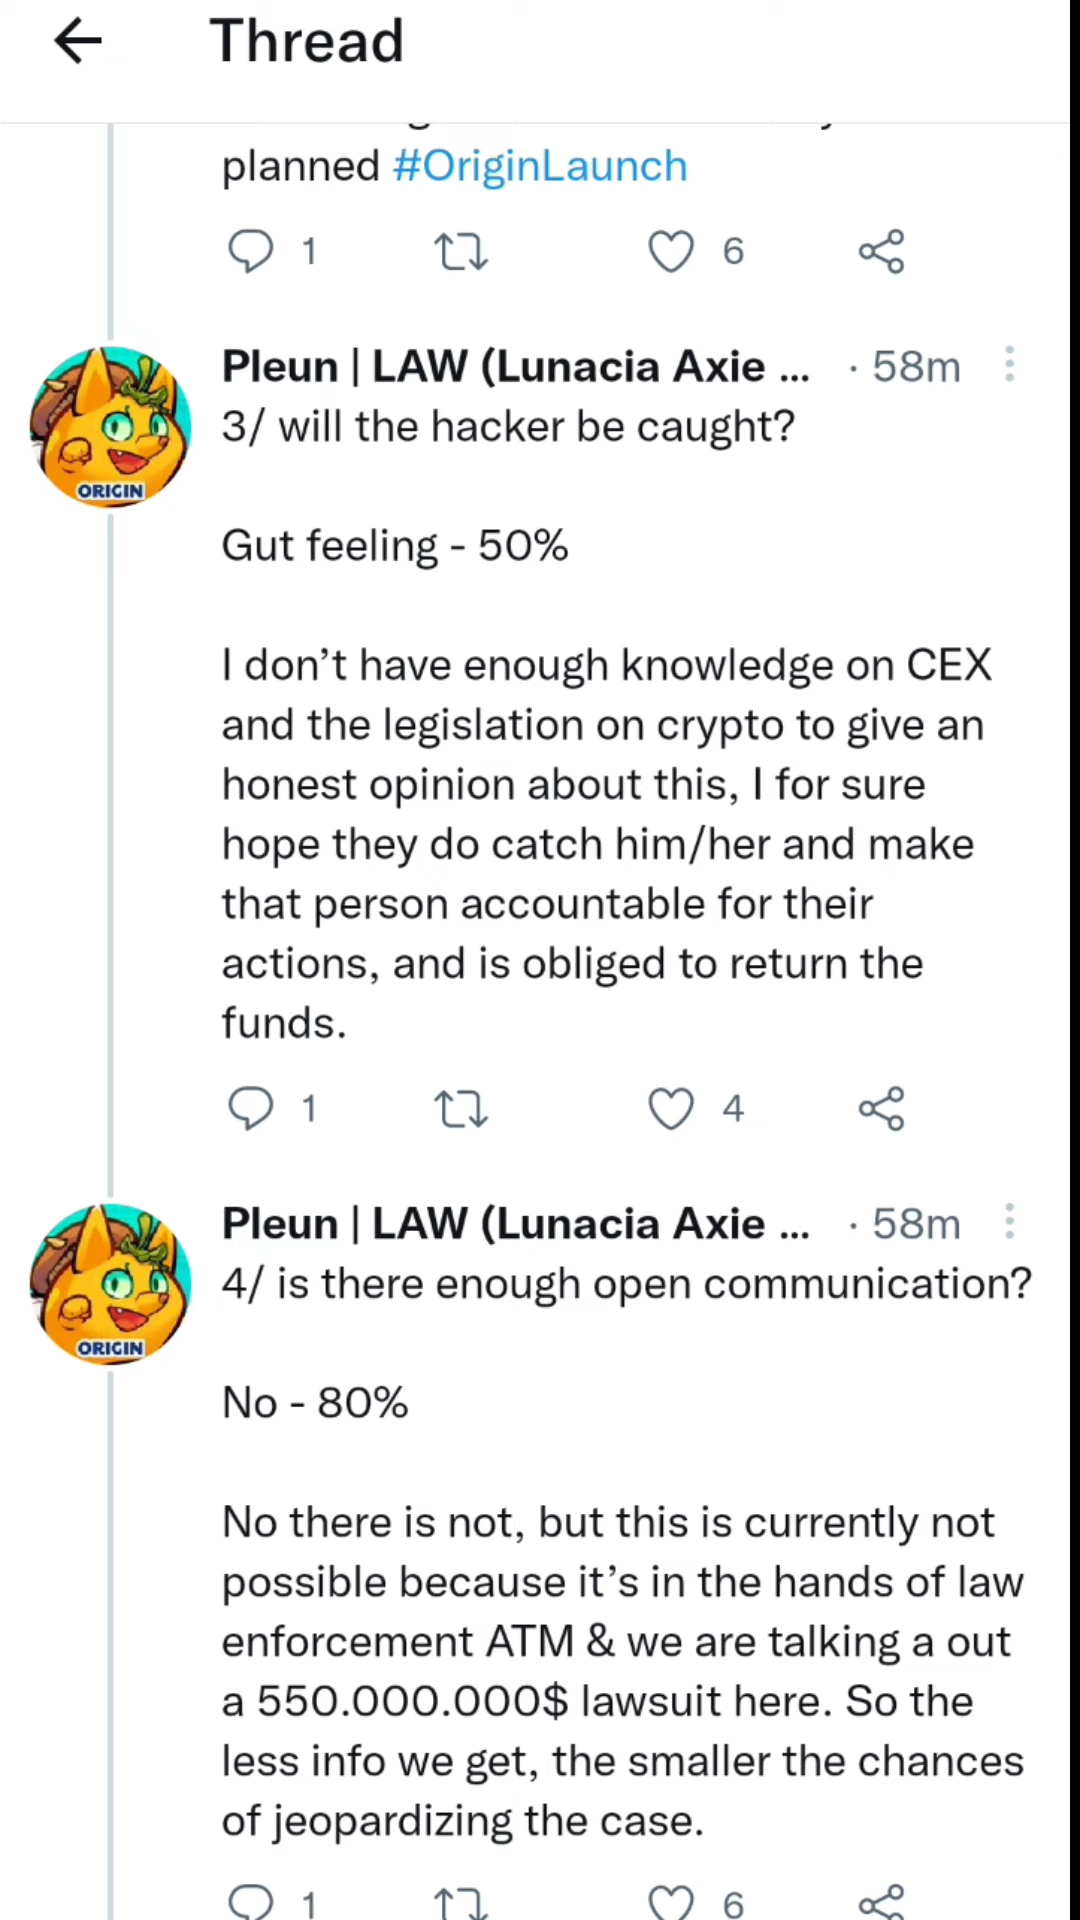 Thread
planned #OriginLaunch
1 6
Pleun | LAW (Lunacia Axie ... · 58m
3/ will the hacker be caught?
Gut feeling - 50%
I don't have enough knowledge on CEX
and the legislation on crypto to give an
honest opinion about this, I for sure
hope they do catch him/her and make
that person accountable for their
actions, and is obliged to return the
funds.
ORIGIN
1 4
Pleun | LAW (Lunacia Axie ... · 58m
4/ is there enough open communication?
No - 80%
No there is not, but this is currently not
possible because it's in the hands of law
enforcement ATM & we are talking a out
a 550.000.000$ lawsuit here. So the
less info we get, the smaller the chances
of jeopardizing the case.
ORIGIN
1 6